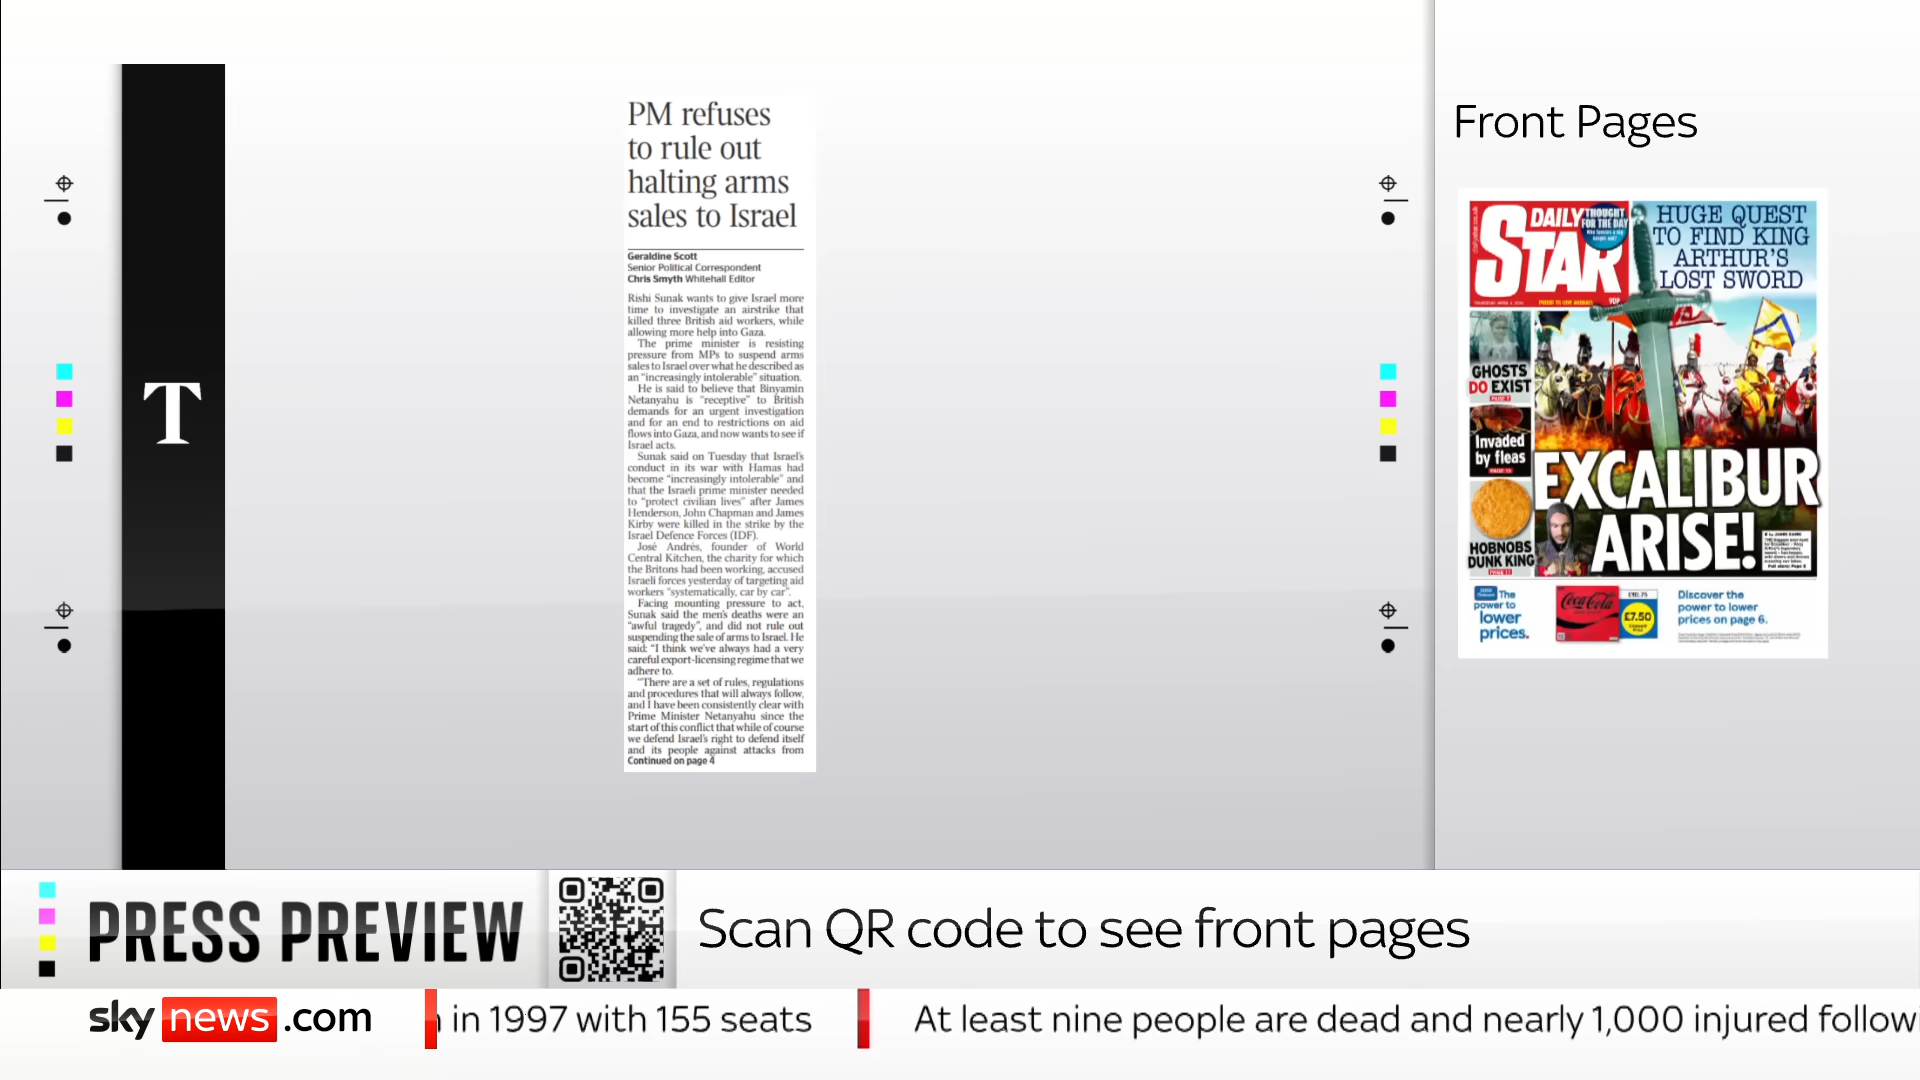 T
PM refuses
to rule out
halting arms
sales to Israel
Geraldine Scott
Senior Political Correspondent
Chris Smyth Whitehall Editor
Rishi Sunak wants to give Israel more
time to investigate an airstrike that
killed three British aid workers, while
allowing more help into Gaza.
The prime minister is resisting
pressure from MPs to suspend arms
sales to Israel over what he described as
an "increasingly intolerable" situation.
He is said to believe that Binyamin
Netanyahu is "receptive" to British
demands for an urgent investigation
and for an end to restrictions on aid
flows into Gaza, and now wants to see if
Israel acts.
Sunak said on Tuesday that Israel's
conduct in its war with Hamas had
become "increasingly intolerable" and
that the Israeli prime minister needed
to "protect civilian lives" after James
Henderson, John Chapman and James
Kirby were killed in the strike by the
Israel Defence Forces (IDF).
José Andrés, founder of World
Central Kitchen, the charity for which
the Britons had been working, accused
Israeli forces yesterday of targeting aid
workers "systematically, car by car".
Facing mounting pressure to act,
Sunak said the men's deaths were an
"awful tragedy", and did not rule out
suspending the sale of arms to Israel. He
said: "I think we've always had a very
careful export-licensing regime that we
adhere to.
"There are a set of rules, regulations
and procedures that will always follow,
and I have been consistently clear with
Prime Minister Netanyahu since the
start of this conflict that while of course
we defend Israel's right to defend itself
and its people against attacks from
Continued on page 4
Front Pages
DAILY
STAR
THOUGHT
FOR THE DAY
HUGE QUEST
TO FIND KING
ARTHUR'S
LOST SWORD
GHOSTS
DO EXIST
PAGE 7
Invaded
by fleas
HOBNOBS
DUNK KING
EXCALIBUR
ARISE!
The
power to
lower
prices.
Coca-Cola
£10.75
£7.50
Discover the
power to lower
prices on page 6.
PRESS PREVIEW
Scan QR code to see front pages
sky news .com
in 1997 with 155 seats
At least nine people are dead and nearly 1,000 injured follow